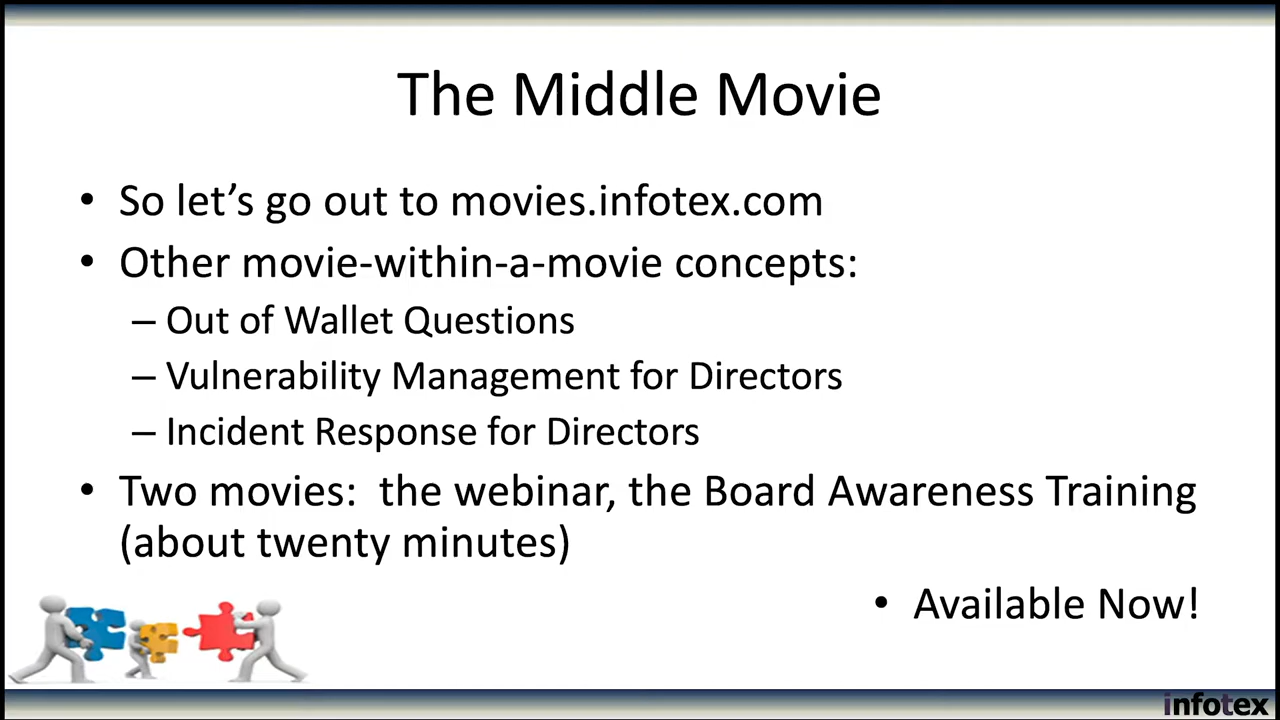 The Middle Movie
• So let’s go out to movies.infotex.com
• Other movie-within-a-movie concepts:
– Out of Wallet Questions
– Vulnerability Management for Directors
– Incident Response for Directors
• Two movies:  the webinar, the Board Awareness Training
(about twenty minutes)
• Available Now!
infotex